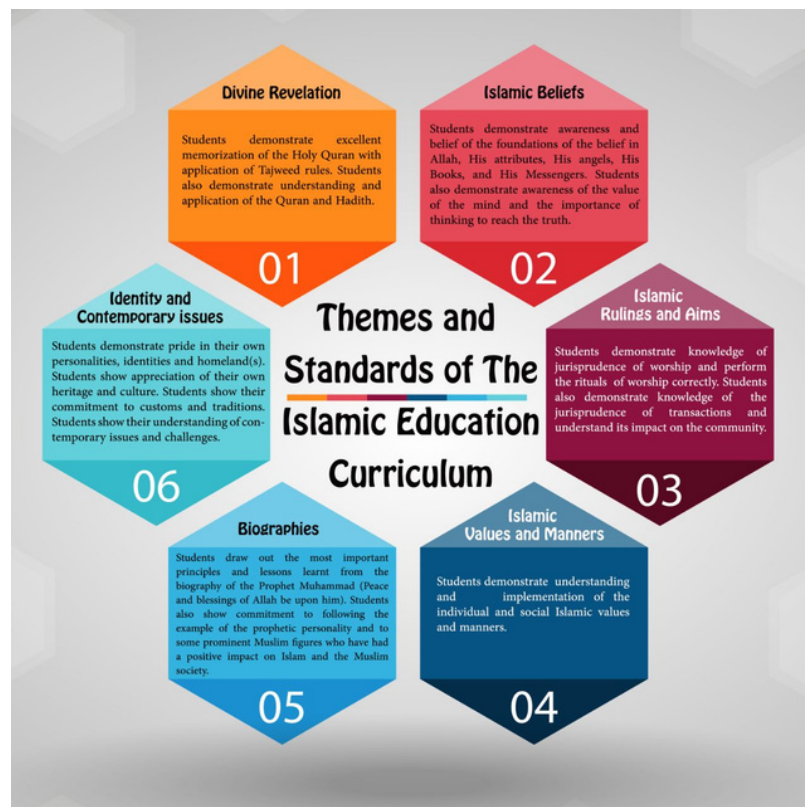 Themes and
Standards of The
Islamic Education
Curriculum
Divine Revelation
Students demonstrate excellent
memorization of the Holy Quran with
application of Tajweed rules. Students
also demonstrate understanding and
application of the Quran and Hadith.
01
Islamic Beliefs
Students demonstrate awareness and
belief of the foundations of the belief in
Allah, His attributes, His angels, His
Books, and His Messengers. Students
also demonstrate awareness of the value
of the mind and the importance of
thinking to reach the truth.
02
Islamic
Rulings and Aims
Students demonstrate knowledge of
jurisprudence of worship and perform
the rituals of worship correctly. Students
also demonstrate knowledge of the
jurisprudence of transactions and
understand its impact on the community.
03
Islamic
Values and Manners
Students demonstrate understanding
and implementation of the
individual and social Islamic values
and manners.
04
Biographies
Students draw out the most important
principles and lessons learnt from the
biography of the Prophet Muhammad (Peace
and blessings of Allah be upon him). Students
also show commitment to following the
example of the prophetic personality and to
some prominent Muslim figures who have had
a positive impact on Islam and the Muslim
society.
05
Identity and
Contemporary issues
Students demonstrate pride in their own
personalities, identities and homeland(s).
Students show appreciation of their own
heritage and culture. Students show their
commitment to customs and traditions.
Students show their understanding of con-
temporary issues and challenges.
06